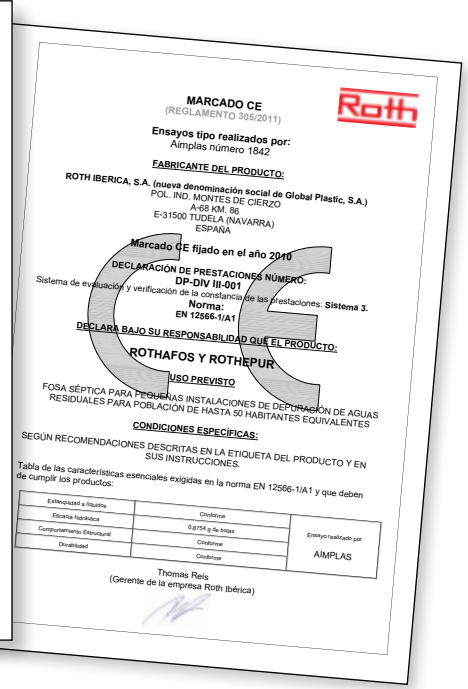 Roth
MARCADO CE
(REGLAMENTO 305/2011)
Ensayos tipo realizados por:
Aimplas número 1842
FABRICANTE DEL PRODUCTO:
ROTH IBERICA, S.A. (nueva denominación social de Global Plastic, S.A.)
POL. IND. MONTES DE CIERZO
A-68 KM. 86
E-31500 TUDELA (NAVARRA)
ESPAÑA
Marcado CE fijado en el año 2010
DECLARACIÓN DE PRESTACIONES NÚMERO:
DP-DIV III-001
Sistema de evaluación y verificación de la constancia de las prestaciones: Sistema 3.
Norma:
EN 12566-1/A1
DECLARA BAJO SU RESPONSABILIDAD QUE EL PRODUCTO:
ROTHAFOS Y ROTHEPUR
USO PREVISTO
FOSA SÉPTICA PARA PEQUEÑAS INSTALACIONES DE DEPURACIÓN DE AGUAS
RESIDUALES PARA POBLACIÓN DE HASTA 50 HABITANTES EQUIVALENTES
CONDICIONES ESPECÍFICAS:
SEGÚN RECOMENDACIONES DESCRITAS EN LA ETIQUETA DEL PRODUCTO Y EN
SUS INSTRUCCIONES.
Tabla de las características esenciales exigidas en la norma EN 12566-1/A1 y que deben
de cumplir los productos:
Estanquidad a líquidos Conforme
Eficacia hidráulica 0.8754 g de bolas
Comportamiento Estructural Conforme
Durabilidad Conforme
Ensayo realizado por
AIMPLAS
Thomas Reis
(Gerente de la empresa Roth Ibérica)